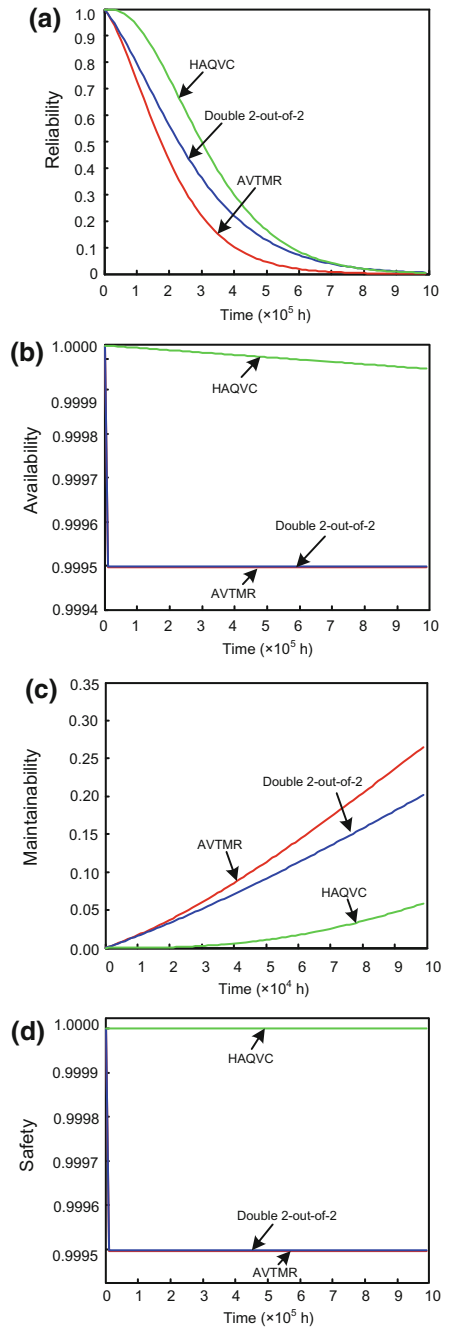 (a)
1.0
0.9
0.8
0.7
0.6
0.5
0.4
0.3
0.2
0.1
0
Reliability
HAQVC
Double 2-out-of-2
AVTMR
0 1 2 3 4 5 6 7 8 9 10
Time (×10⁵ h)
(b)
1.0000
0.9999
0.9998
0.9997
0.9996
0.9995
0.9994
Availability
HAQVC
Double 2-out-of-2
AVTMR
0 1 2 3 4 5 6 7 8 9 10
Time (×10⁵ h)
(c)
0.35
0.30
0.25
0.20
0.15
0.10
0.05
0.00
Maintainability
Double 2-out-of-2
AVTMR
HAQVC
0 1 2 3 4 5 6 7 8 9 10
Time (×10⁴ h)
(d)
1.0000
0.9999
0.9998
0.9997
0.9996
0.9995
Safety
HAQVC
Double 2-out-of-2
AVTMR
0 1 2 3 4 5 6 7 8 9 10
Time (×10⁵ h)